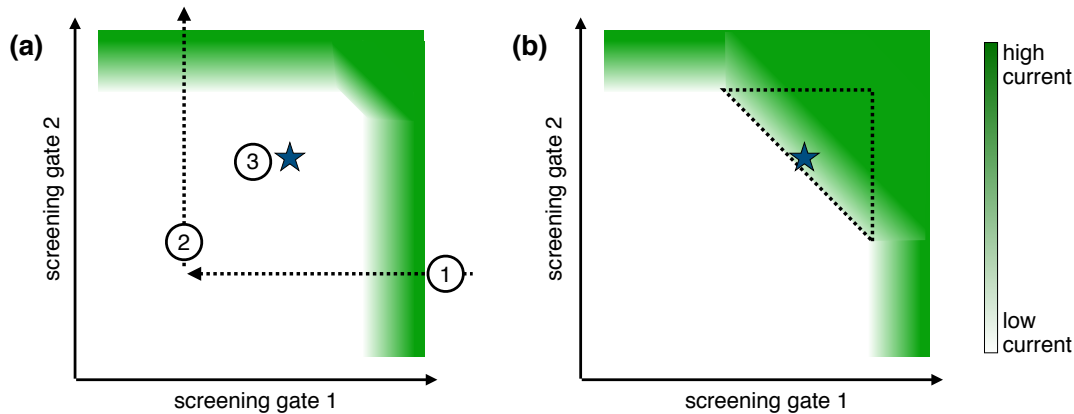 (a)
screening gate 2
3
2
1
screening gate 1
(b)
screening gate 2
screening gate 1
high
current
low
current